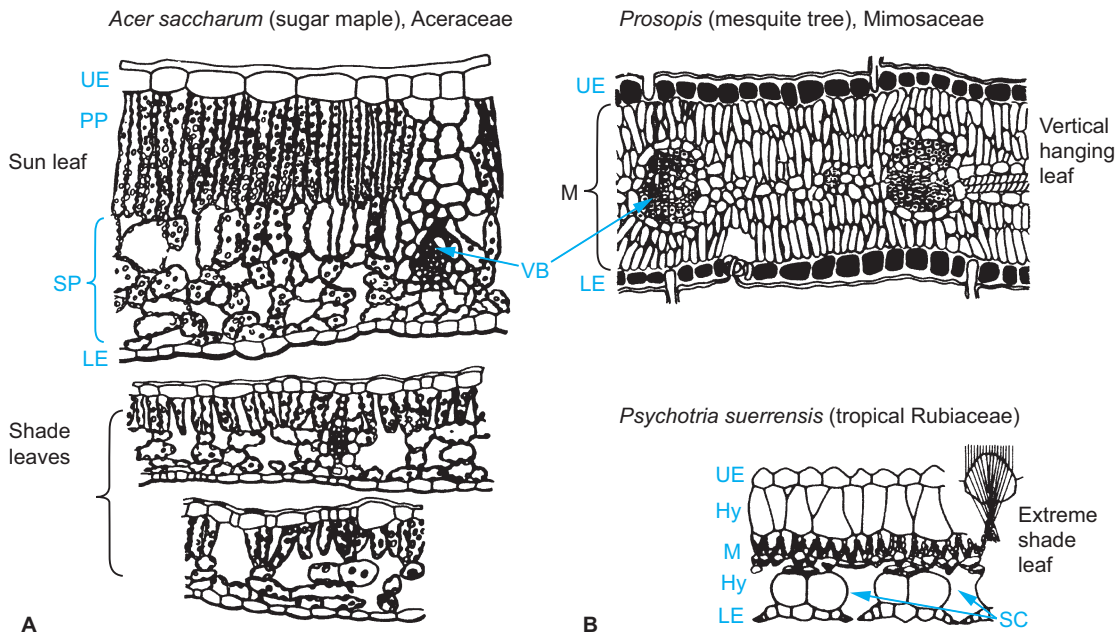 Acer saccharum (sugar maple), Aceraceae
UE
PP
Sun leaf
SP
LE
Shade
leaves
A
VB
Prosopis (mesquite tree), Mimosaceae
UE
M
LE
Vertical
hanging
leaf
Psychotria suerrensis (tropical Rubiaceae)
UE
Hy
M
Hy
LE
Extreme
shade
leaf
SC
B